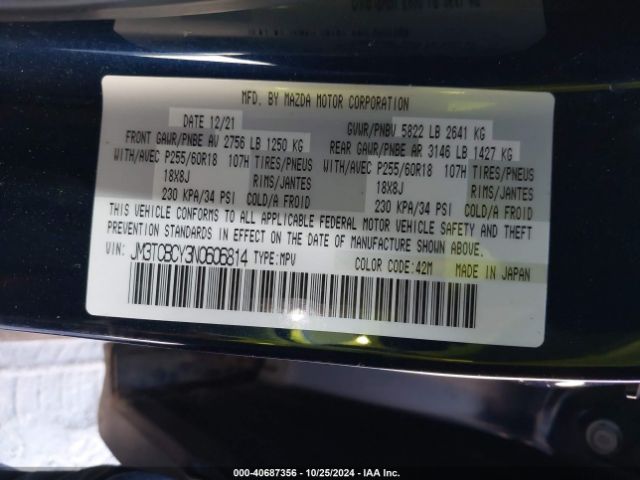 MFD. BY MAZDA MOTOR CORPORATION
DATE 12/21 GVWR/PNBV 5822 LB 2641 KG
FRONT GAWR/PNBE AV 2756 LB 1250 KG REAR GAWR/PNBE AR 3146 LB 1427 KG
WITH/AVEC P255/60R18 107H TIRES/PNEUS WITH/AVEC P255/60R18 107H TIRES/PNEUS
18X8J RIMS/JANTES 18X8J RIMS/JANTES
230 KPA/34 PSI COLD/A FROID 230 KPA/34 PSI COLD/A FROID
THIS VEHICLE CONFORMS TO ALL APPLICABLE FEDERAL MOTOR VEHICLE SAFETY AND THEFT
PREVENTION STANDARDS IN EFFECT ON THE DATE OF MANUFACTURE SHOWN ABOVE.
VIN: JM3TCBCY3N0606814 TYPE:MPV COLOR CODE:42M MADE IN JAPAN
000-40687356 - 10/25/2024 - IAA Inc.